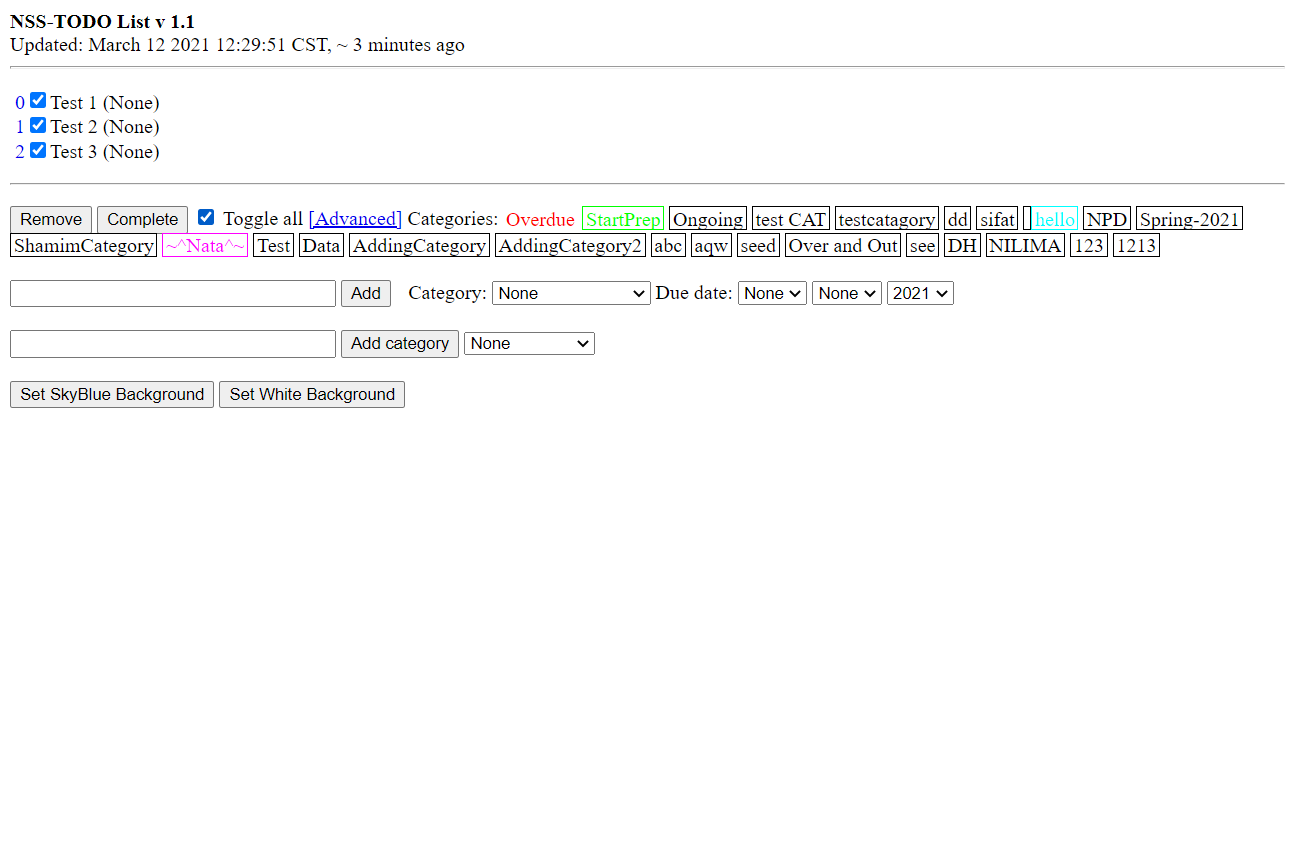 NSS-TODO List v 1.1
Updated: March 12 2021 12:29:51 CST, ~ 3 minutes ago
0 Test 1 (None)
1 Test 2 (None)
2 Test 3 (None)
Remove Complete Toggle all [Advanced] Categories: Overdue StartPrep Ongoing test CAT testcatagory dd sifat hello NPD Spring-2021
ShamimCategory ~^Nata^~ Test Data AddingCategory AddingCategory2 abc aqw seed Over and Out see DH NILIMA 123 1213
Add Category: None Due date: None None 2021
Add category None
Set SkyBlue Background Set White Background